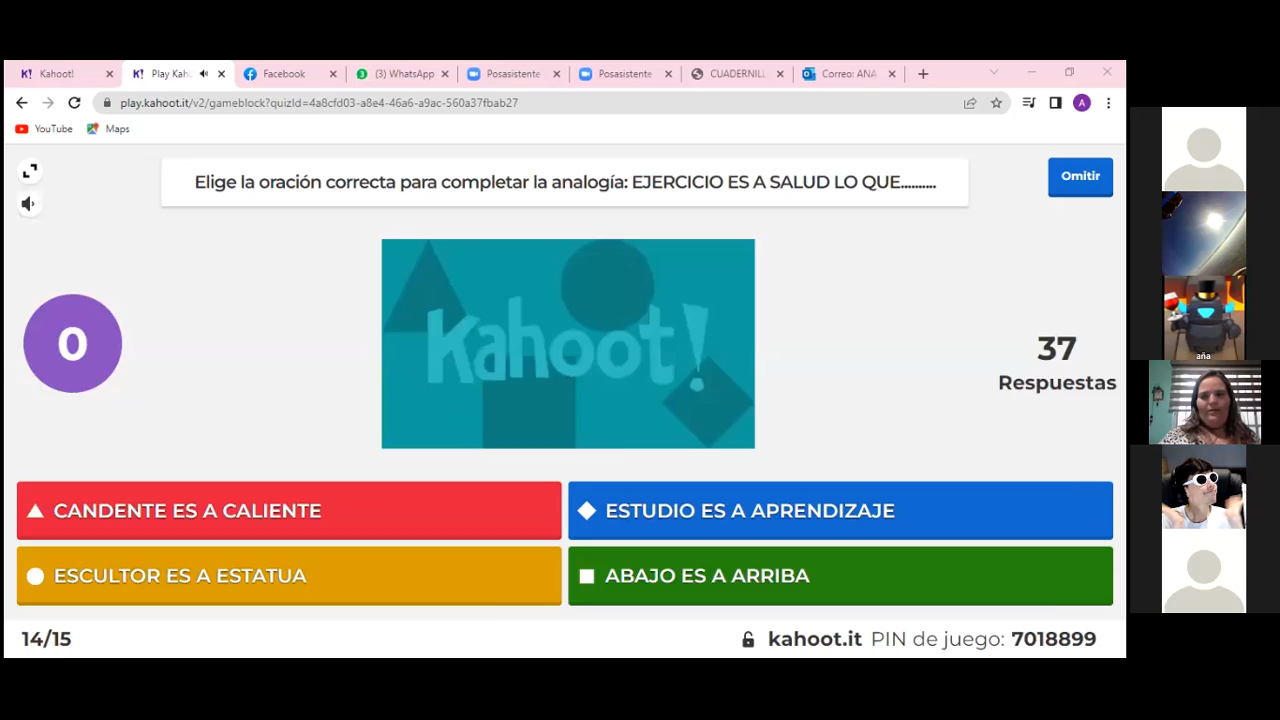 Kahoot!
Play Kah
Facebook
(3) WhatsApp
Posasistente
Posasistente
CUADERNILL
Correo: ANA
play.kahoot.it/v2/gameblock?quizId=4a8cfd03-a8e4-46a6-a9ac-560a37fbab27
A
YouTube
Maps
Elige la oración correcta para completar la analogía: EJERCICIO ES A SALUD LO QUE..........
Omitir
Kahoot!
0
37
Respuestas
CANDENTE ES A CALIENTE
ESTUDIO ES A APRENDIZAJE
ESCULTOR ES A ESTATUA
ABAJO ES A ARRIBA
14/15
kahoot.it PIN de juego: 7018899
aña